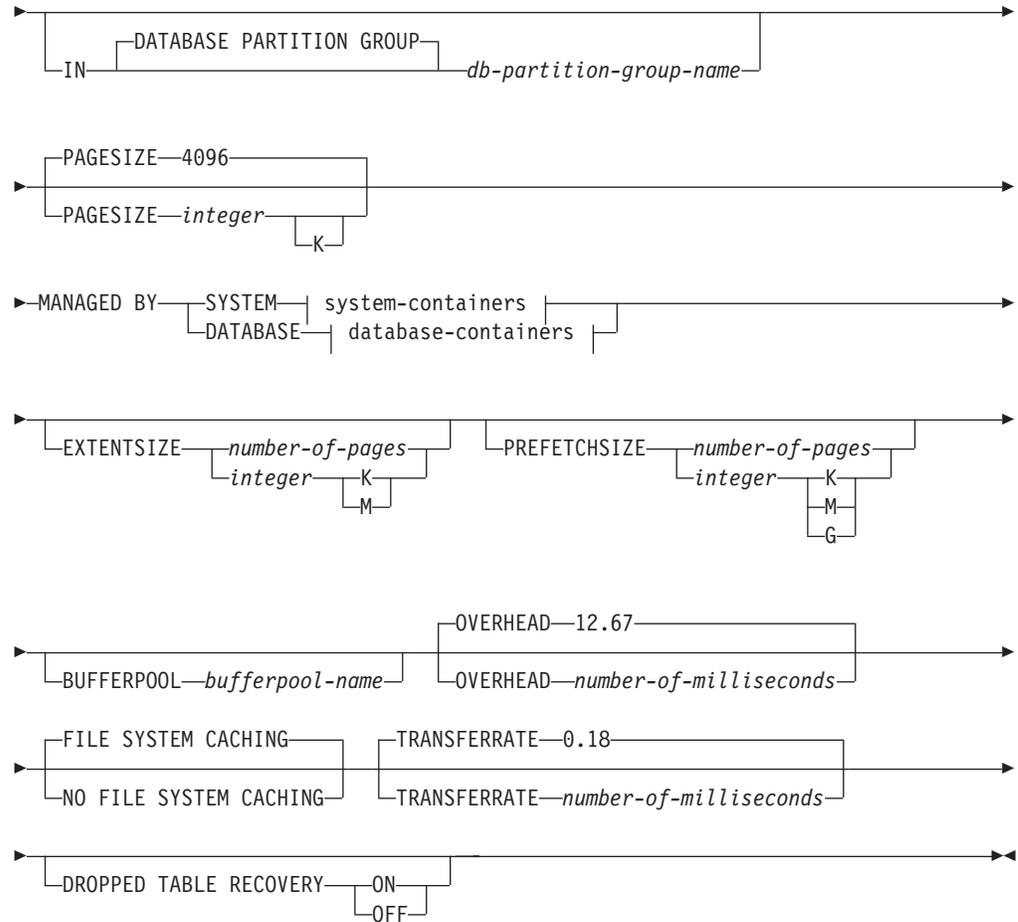 DATABASE PARTITION GROUP
IN db-partition-group-name
PAGESIZE 4096
PAGESIZE integer
K
MANAGED BY SYSTEM system-containers
DATABASE database-containers
EXTENTSIZE number-of-pages PREFETCHSIZE number-of-pages
integer K integer K
M M
G
OVERHEAD 12.67
BUFFERPOOL bufferpool-name OVERHEAD number-of-milliseconds
FILE SYSTEM CACHING TRANSFERRATE 0.18
NO FILE SYSTEM CACHING TRANSFERRATE number-of-milliseconds
DROPPED TABLE RECOVERY ON
OFF